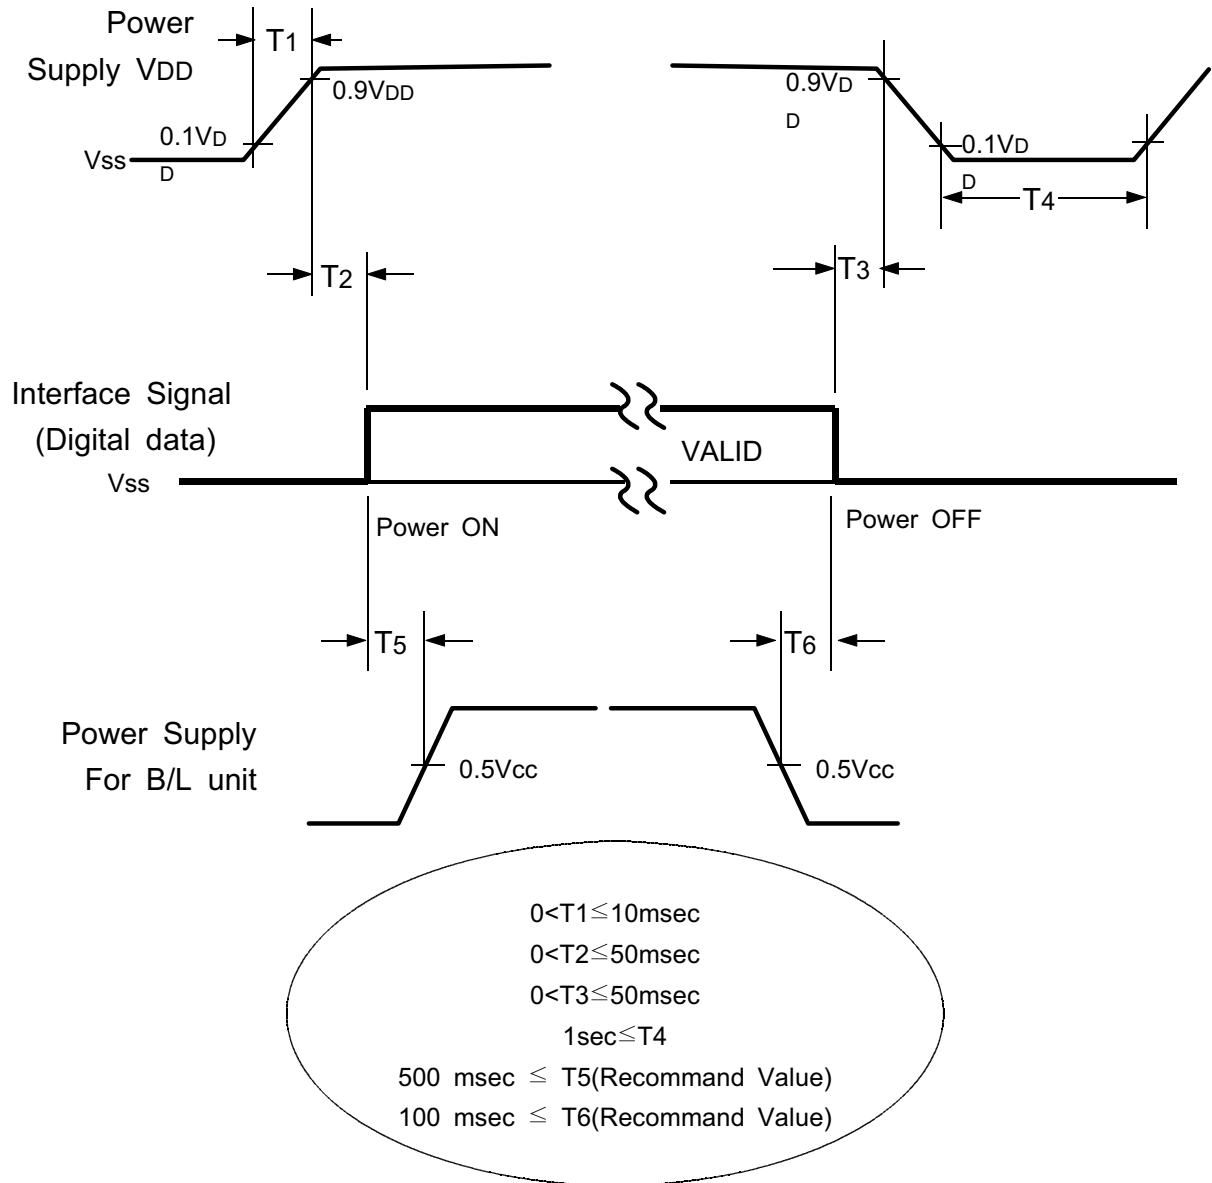 Power
Supply VDD
T1
0.9VDD
0.1VD
D
Vss
0.9VD
D
0.1VD
D
T4
T2
T3
Interface Signal
(Digital data)
Vss
VALID
Power ON
Power OFF
T5
T6
Power Supply
For B/L unit
0.5Vcc
0.5Vcc
0<T1≤10msec
0<T2≤50msec
0<T3≤50msec
1sec≤T4
500 msec ≤ T5(Recommand Value)
100 msec ≤ T6(Recommand Value)